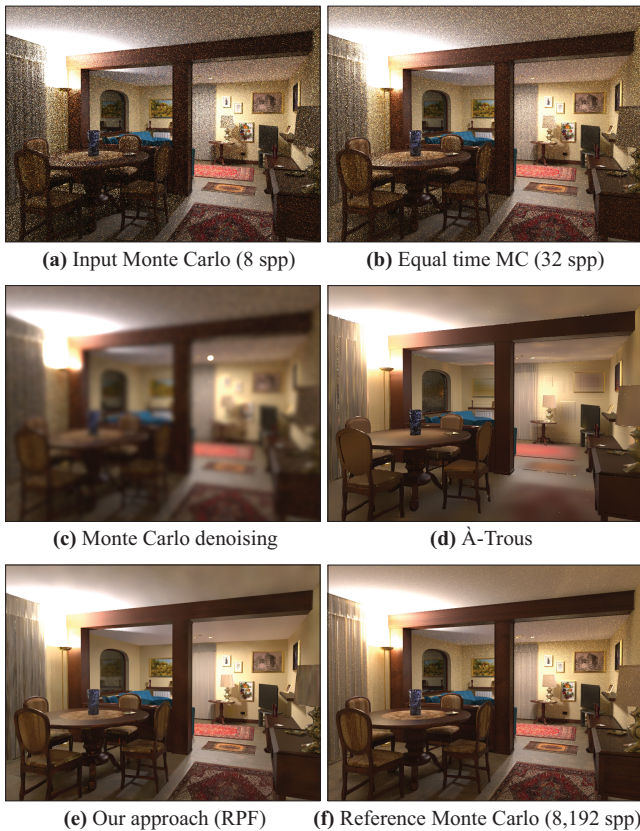 (a) Input Monte Carlo (8 spp)
(b) Equal time MC (32 spp)
(c) Monte Carlo denoising
(d) À-Trous
(e) Our approach (RPF)
(f) Reference Monte Carlo (8,192 spp)